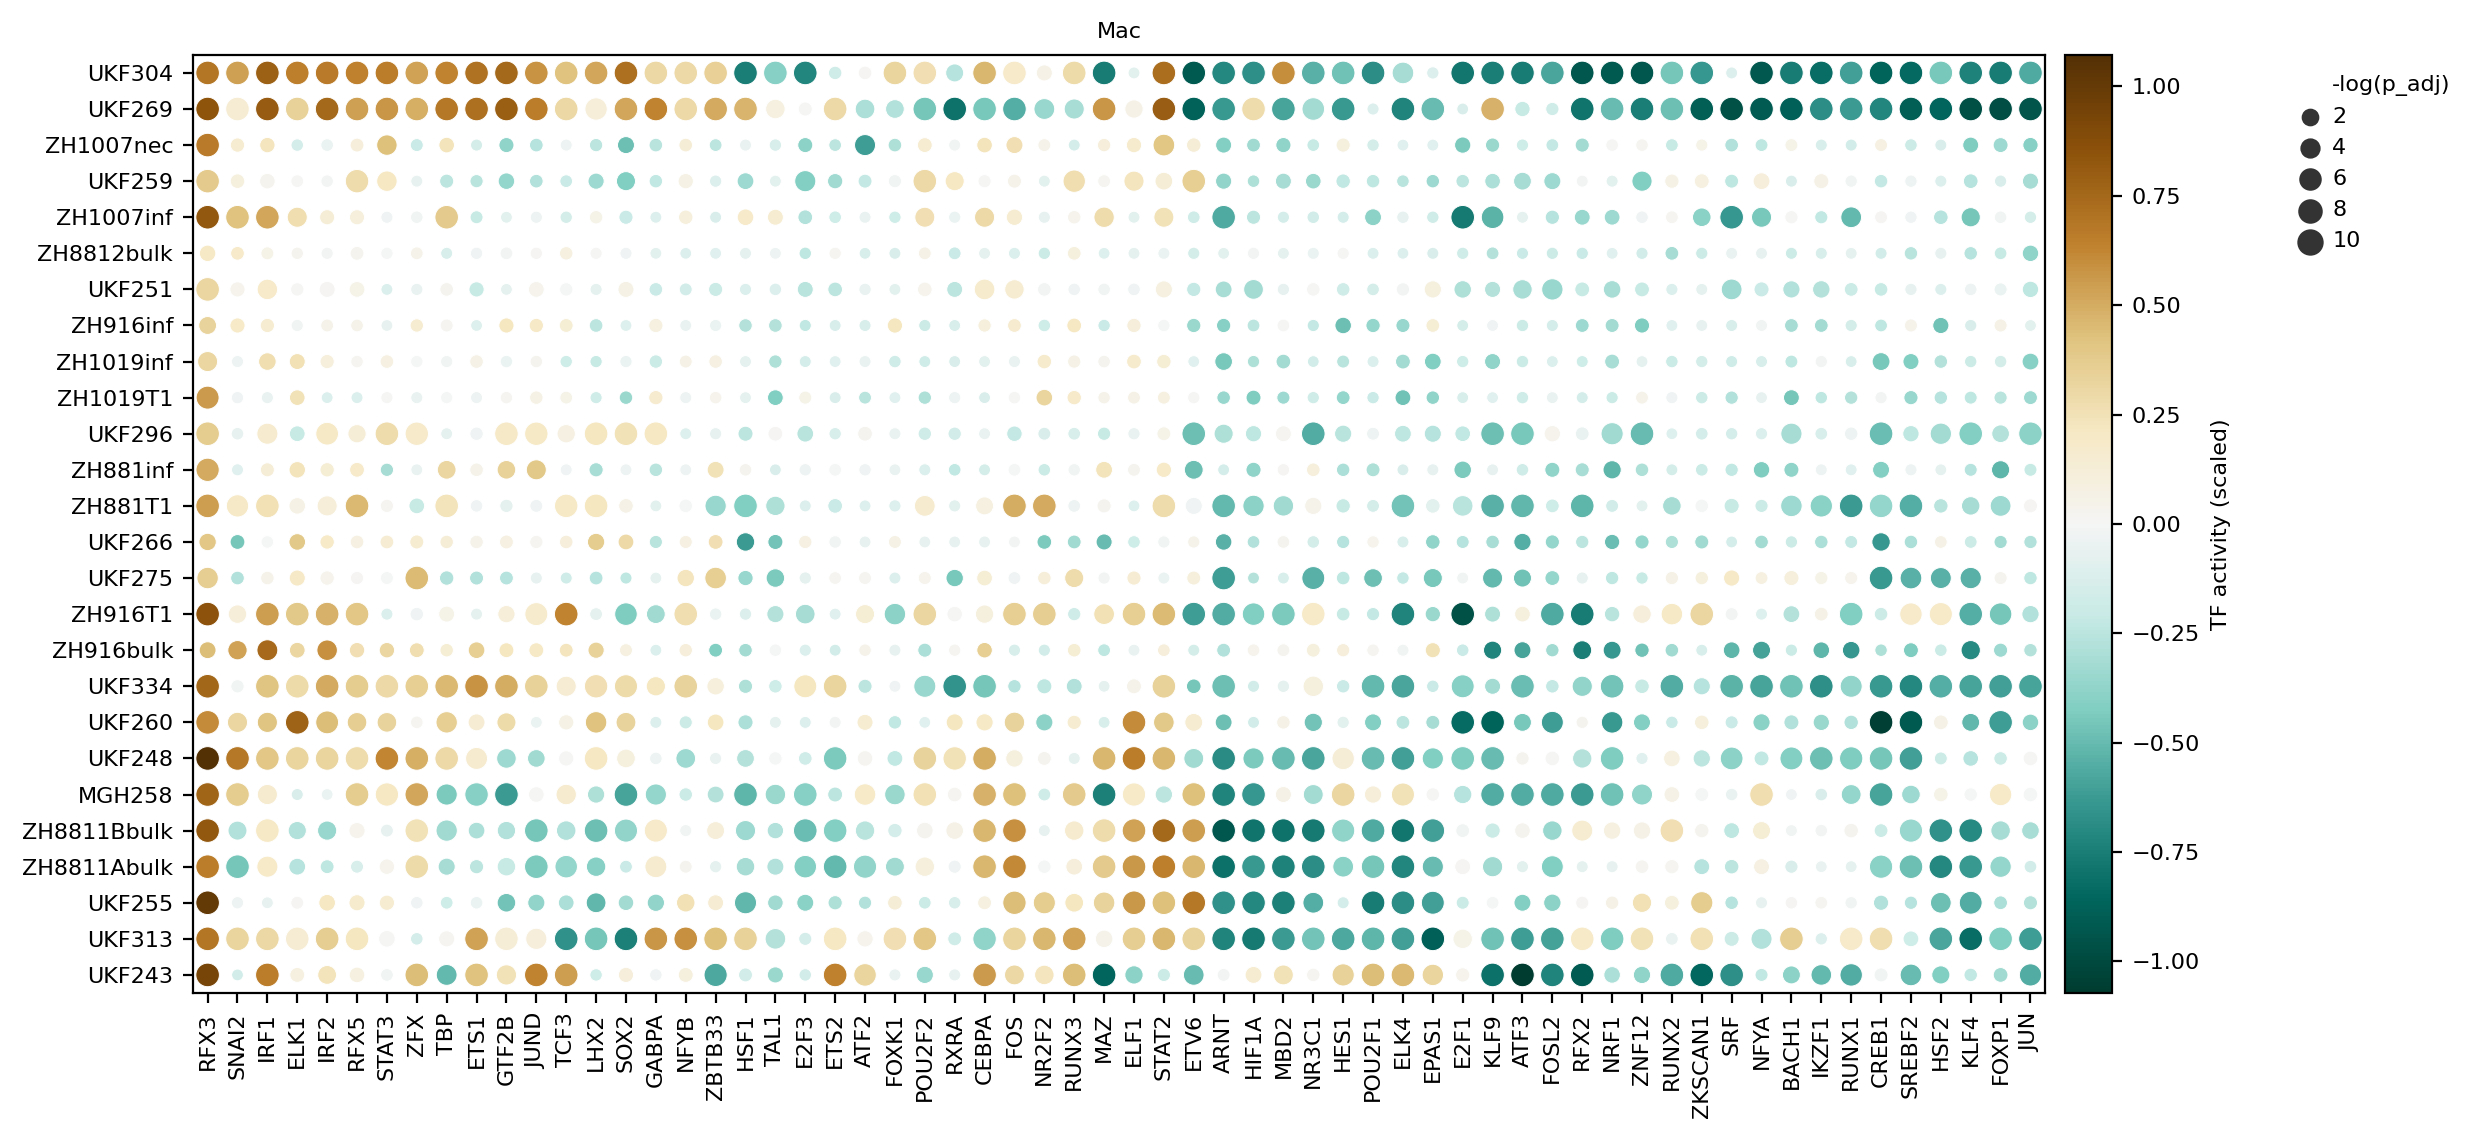 Mac
UKF304
UKF269
ZH1007nec
UKF259
ZH1007inf
ZH8812bulk
UKF251
ZH916inf
ZH1019inf
ZH1019T1
UKF296
ZH881inf
ZH881T1
UKF266
UKF275
ZH916T1
ZH916bulk
UKF334
UKF260
UKF248
MGH258
ZH8811Bbulk
ZH8811Abulk
UKF255
UKF313
UKF243
RFX3
SNAI2
IRF1
ELK1
IRF2
RFX5
STAT3
ZFX
TBP
ETS1
GTF2B
JUND
TCF3
LHX2
SOX2
GABPA
NFYB
ZBTB33
HSF1
TAL1
E2F3
ETS2
ATF2
FOXK1
POU2F2
RXRA
CEBPA
FOS
NR2F2
RUNX3
MAZ
ELF1
STAT2
ETV6
ARNT
HIF1A
MBD2
NR3C1
HES1
POU2F1
ELK4
EPAS1
E2F1
KLF9
ATF3
FOSL2
RFX2
NRF1
ZNF12
RUNX2
ZKSCAN1
SRF
NFYA
BACH1
IKZF1
RUNX1
CREB1
SREBF2
HSF2
KLF4
FOXP1
JUN
1.00
0.75
0.50
0.25
0.00
−0.25
−0.50
−0.75
−1.00
TF activity (scaled)
-log(p_adj)
2
4
6
8
10